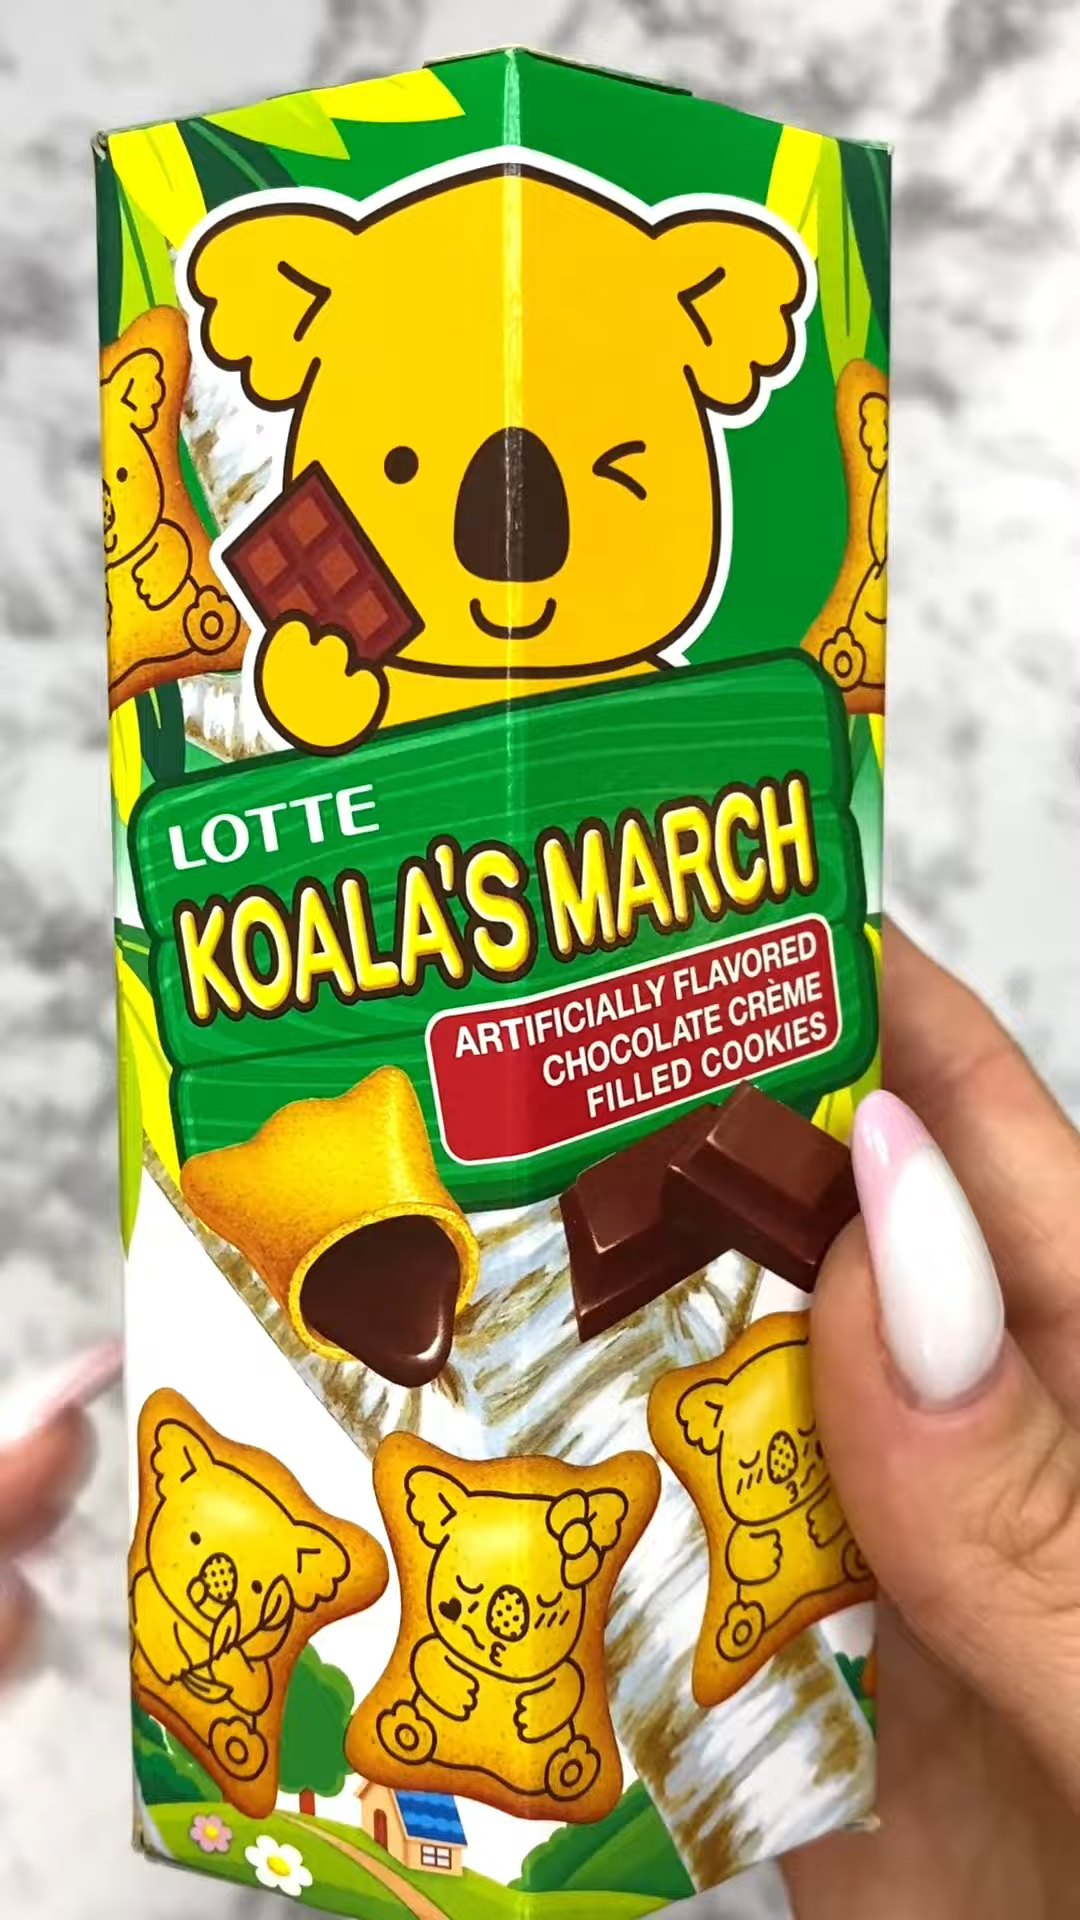 LOTTE
KOALA'S MARCH
ARTIFICIALLY FLAVORED
CHOCOLATE CRÈME
FILLED COOKIES